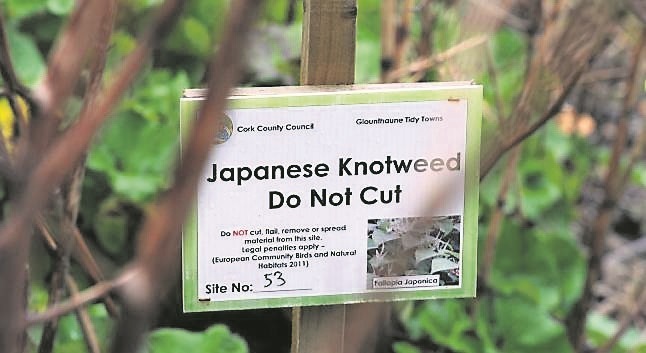 Cork County Council
Glounthaune Tidy Towns
Japanese Knotweed
Do Not Cut
Do NOT cut, flail, remove or spread
material from this site.
Legal penalties apply –
(European Community Birds and Natural
Habitats 2011)
Site No: 53
Fallopia Japonica